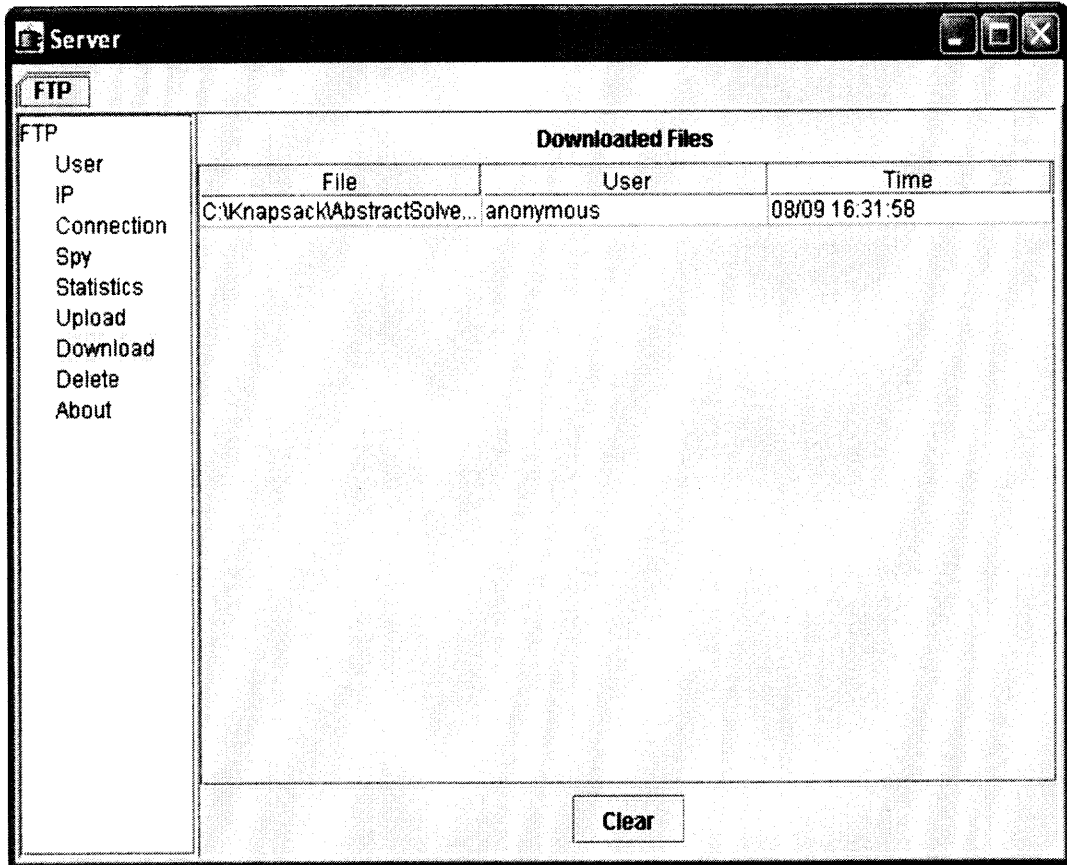 Server
FTP
FTP
User
IP
Connection
Spy
Statistics
Upload
Download
Delete
About
Downloaded Files
File User Time
C:\Knapsack\AbstractSolve... anonymous 08/09 16:31:58
Clear